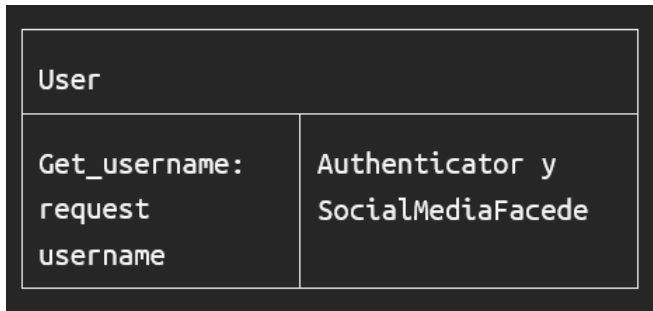 User
Get_username:
request
username
Authenticator y
SocialMediaFacede